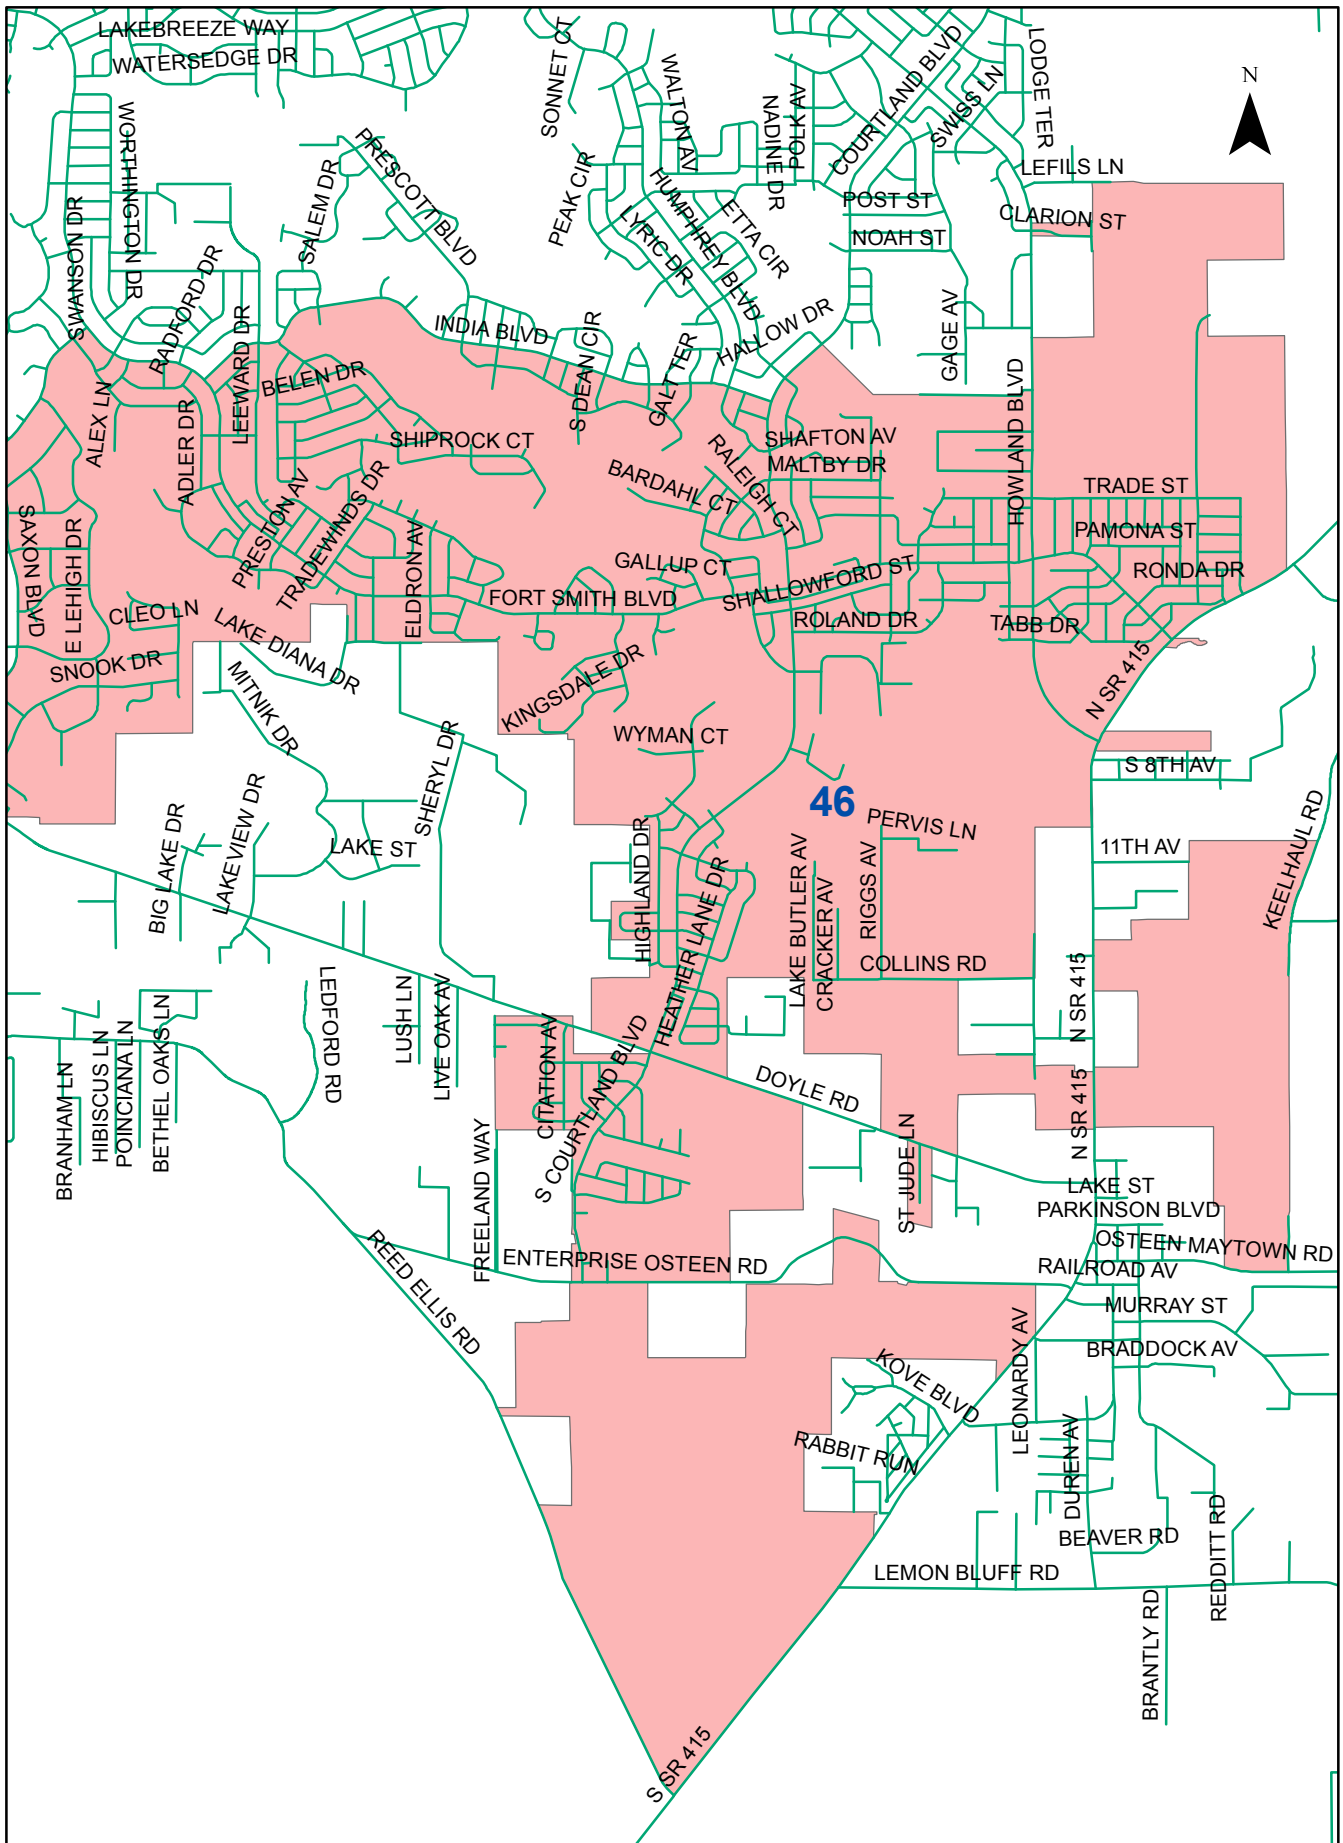 LAKEBREEZE WAY
WATERSEDGE DR
SONNET CT
WALTON AV
NADINE DR
POLK AV
COURTLAND BLVD
SWISS LN
LODGE TER
N
WORTHINGTON DR
SWANSON DR
RADFORD DR
SALEM DR
PRESCOTT BLVD
PEAK CIR
LYRIC DR
HUMPHREY BLVD
ETTA CIR
POST ST
NOAH ST
LEFILS LN
CLARION ST
GAGE AV
HALLOW DR
GALT TER
INDIA BLVD
S DEAN CIR
HOWLAND BLVD
LEEWARD DR
BELEN DR
ALEX LN
ADLER DR
SHIPROCK CT
SHAFTON AV
MALTBY DR
RALEIGH CT
BARDAHL CT
TRADE ST
PAMONA ST
RONDA DR
TABB DR
SAXON BLVD
E LEHIGH DR
PRESTON AV
TRADEWINDS DR
ELDRON AV
GALLUP CT
FORT SMITH BLVD
SHALLOWFORD ST
ROLAND DR
CLEO LN
LAKE DIANA DR
SNOOK DR
MITNIK DR
KINGSDALE DR
WYMAN CT
N SR 415
S 8TH AV
SHERYL DR
46
PERVIS LN
11TH AV
KEELHAUL RD
BIG LAKE DR
LAKEVIEW DR
LAKE ST
HIGHLAND DR
HEATHER LANE DR
LAKE BUTLER AV
CRACKER AV
RIGGS AV
COLLINS RD
N SR 415
LEDFORD RD
LUSH LN
LIVE OAK AV
CITATION AV
S COURTLAND BLVD
DOYLE RD
N SR 415
BRANHAM LN
HIBISCUS LN
POINCIANA LN
BETHEL OAKS LN
FREELAND WAY
ST JUDE LN
LAKE ST
PARKINSON BLVD
OSTEEN MAYTOWN RD
RAILROAD AV
REED ELLIS RD
ENTERPRISE OSTEEN RD
MURRAY ST
BRADDOCK AV
LEONARDY AV
KOVE BLVD
RABBIT RUN
DUREN AV
BEAVER RD
REDDITT RD
LEMON BLUFF RD
BRANTLY RD
S SR 415